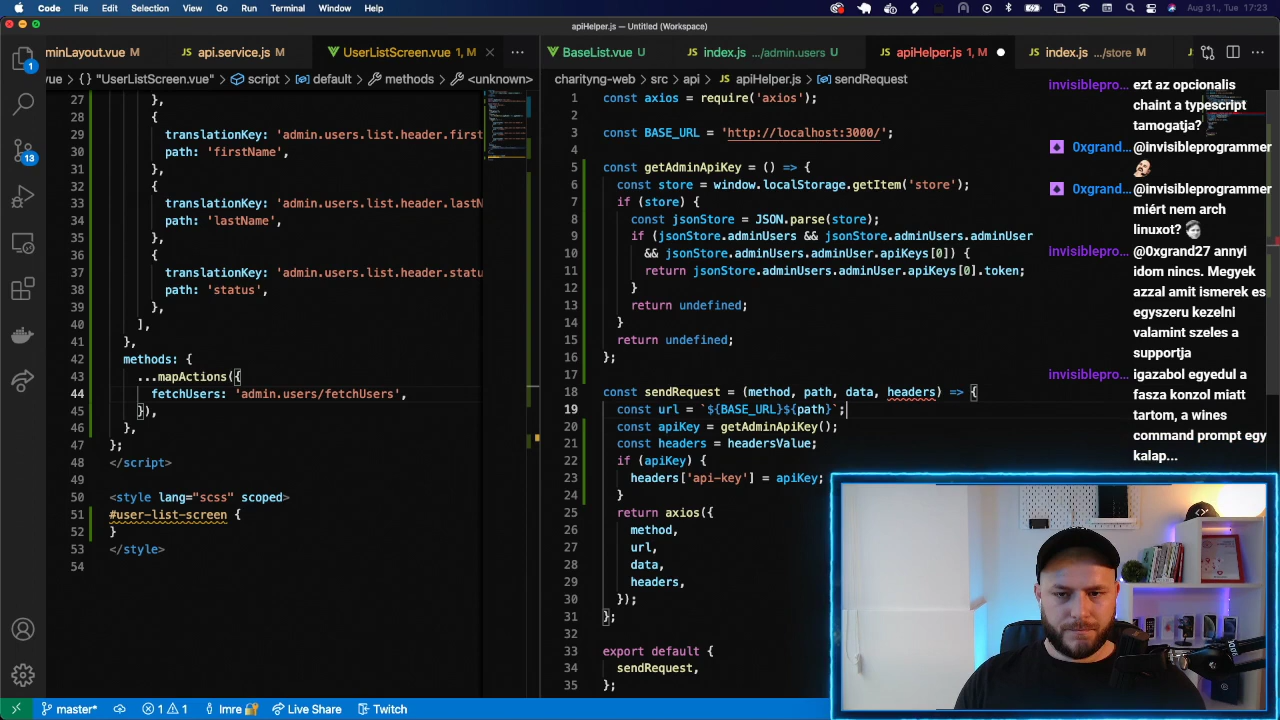 Code File Edit Selection View Go Run Terminal Window Help
Aug 31., Tue 17:23
apiHelper.js — Untitled (Workspace)
minLayout.vue M
api.service.js M
UserListScreen.vue 1, M
BaseList.vue U
index.js .../admin.users U
apiHelper.js 1, M
index.js .../store M
vue {} "UserListScreen.vue" script default methods <unknown>
charityng-web src api apiHelper.js sendRequest
1
13
27 },
28 {
29 translationKey: 'admin.users.list.header.first
30 path: 'firstName',
31 },
32 {
33 translationKey: 'admin.users.list.header.lastN
34 path: 'lastName',
35 },
36 {
37 translationKey: 'admin.users.list.header.statu
38 path: 'status',
39 },
40 ],
41 },
42 methods: {
43 ...mapActions({
44 fetchUsers: 'admin.users/fetchUsers',
45 }),
46 },
47 };
48 </script>
49
50 <style lang="scss" scoped>
51 #user-list-screen {
52 }
53 </style>
54
1 const axios = require('axios');
2
3 const BASE_URL = 'http://localhost:3000/';
4
5 const getAdminApiKey = () => {
6 const store = window.localStorage.getItem('store');
7 if (store) {
8 const jsonStore = JSON.parse(store);
9 if (jsonStore.adminUsers && jsonStore.adminUsers.adminUser
10 && jsonStore.adminUsers.adminUser.apiKeys[0]) {
11 return jsonStore.adminUsers.adminUser.apiKeys[0].token;
12 }
13 return undefined;
14 }
15 return undefined;
16 };
17
18 const sendRequest = (method, path, data, headers) => {
19 const url = `${BASE_URL}${path}`;
20 const apiKey = getAdminApiKey();
21 const headers = headersValue;
22 if (apiKey) {
23 headers['api-key'] = apiKey;
24 }
25 return axios({
26 method,
27 url,
28 data,
29 headers,
30 });
31 };
32
33 export default {
34 sendRequest,
35 };
invisiblepro... ezt az opcionalis
chaint a typescript
tamogatja?
0xgrand... @invisibleprogrammer
0xgrand... @invisibleprogrammer
miért nem arch
linuxot?
invisiblepro... @0xgrand27 annyi
idom nincs. Megyek
azzal amit ismerek es
egyszeru kezelni
valamint szeles a
supportja
invisiblepro... igazabol egyedul a
fasza konzol miatt
tartom, a wines
command prompt egy
kalap...
master* 1 1 Imre Live Share Twitch